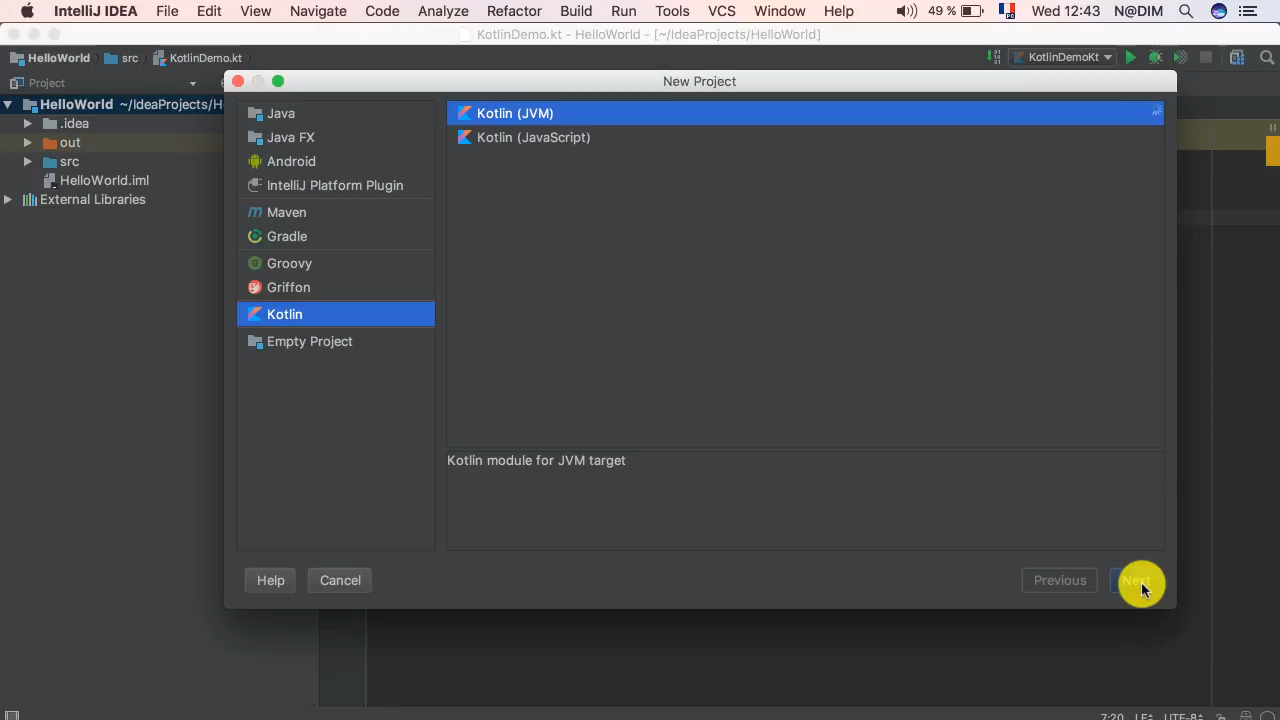 IntelliJ IDEA File Edit View Navigate Code Analyze Refactor Build Run Tools VCS Window Help 49 % Wed 12:43 N@DIM
KotlinDemo.kt - HelloWorld - [~/IdeaProjects/HelloWorld]
HelloWorld src KotlinDemo.kt KotlinDemoKt
Project
New Project
HelloWorld ~/IdeaProjects/H
.idea
out
src
HelloWorld.iml
External Libraries
Java
Java FX
Android
IntelliJ Platform Plugin
Maven
Gradle
Groovy
Griffon
Kotlin
Empty Project
Kotlin (JVM)
Kotlin (JavaScript)
Kotlin module for JVM target
Help Cancel Previous Next
7:20 LF÷ UTF-8÷